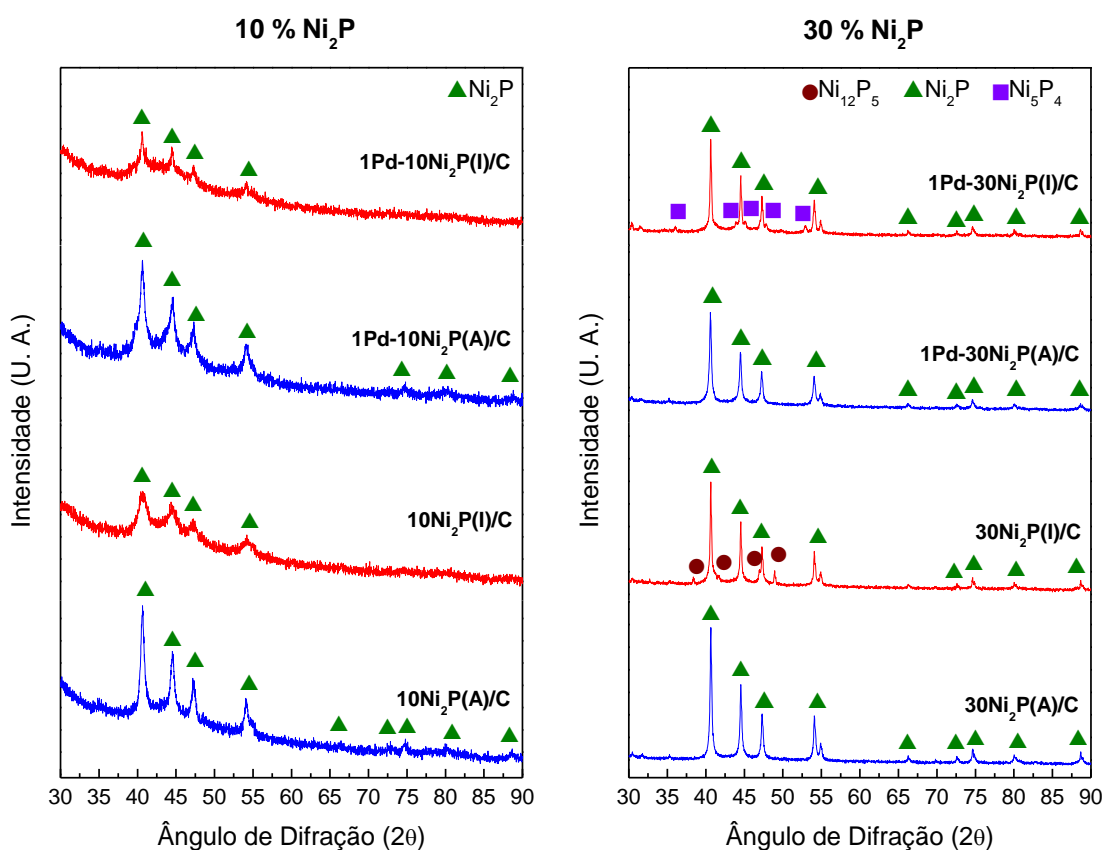 10 % Ni₂P
▲Ni₂P
1Pd-10Ni₂P(I)/C
1Pd-10Ni₂P(A)/C
10Ni₂P(I)/C
10Ni₂P(A)/C
Intensidade (U. A.)
30 35 40 45 50 55 60 65 70 75 80 85 90
Ângulo de Difração (2θ)
30 % Ni₂P
●Ni₁₂P₅ ▲Ni₂P ■Ni₅P₄
1Pd-30Ni₂P(I)/C
1Pd-30Ni₂P(A)/C
30Ni₂P(I)/C
30Ni₂P(A)/C
Intensidade (U. A.)
30 35 40 45 50 55 60 65 70 75 80 85 90
Ângulo de Difração (2θ)